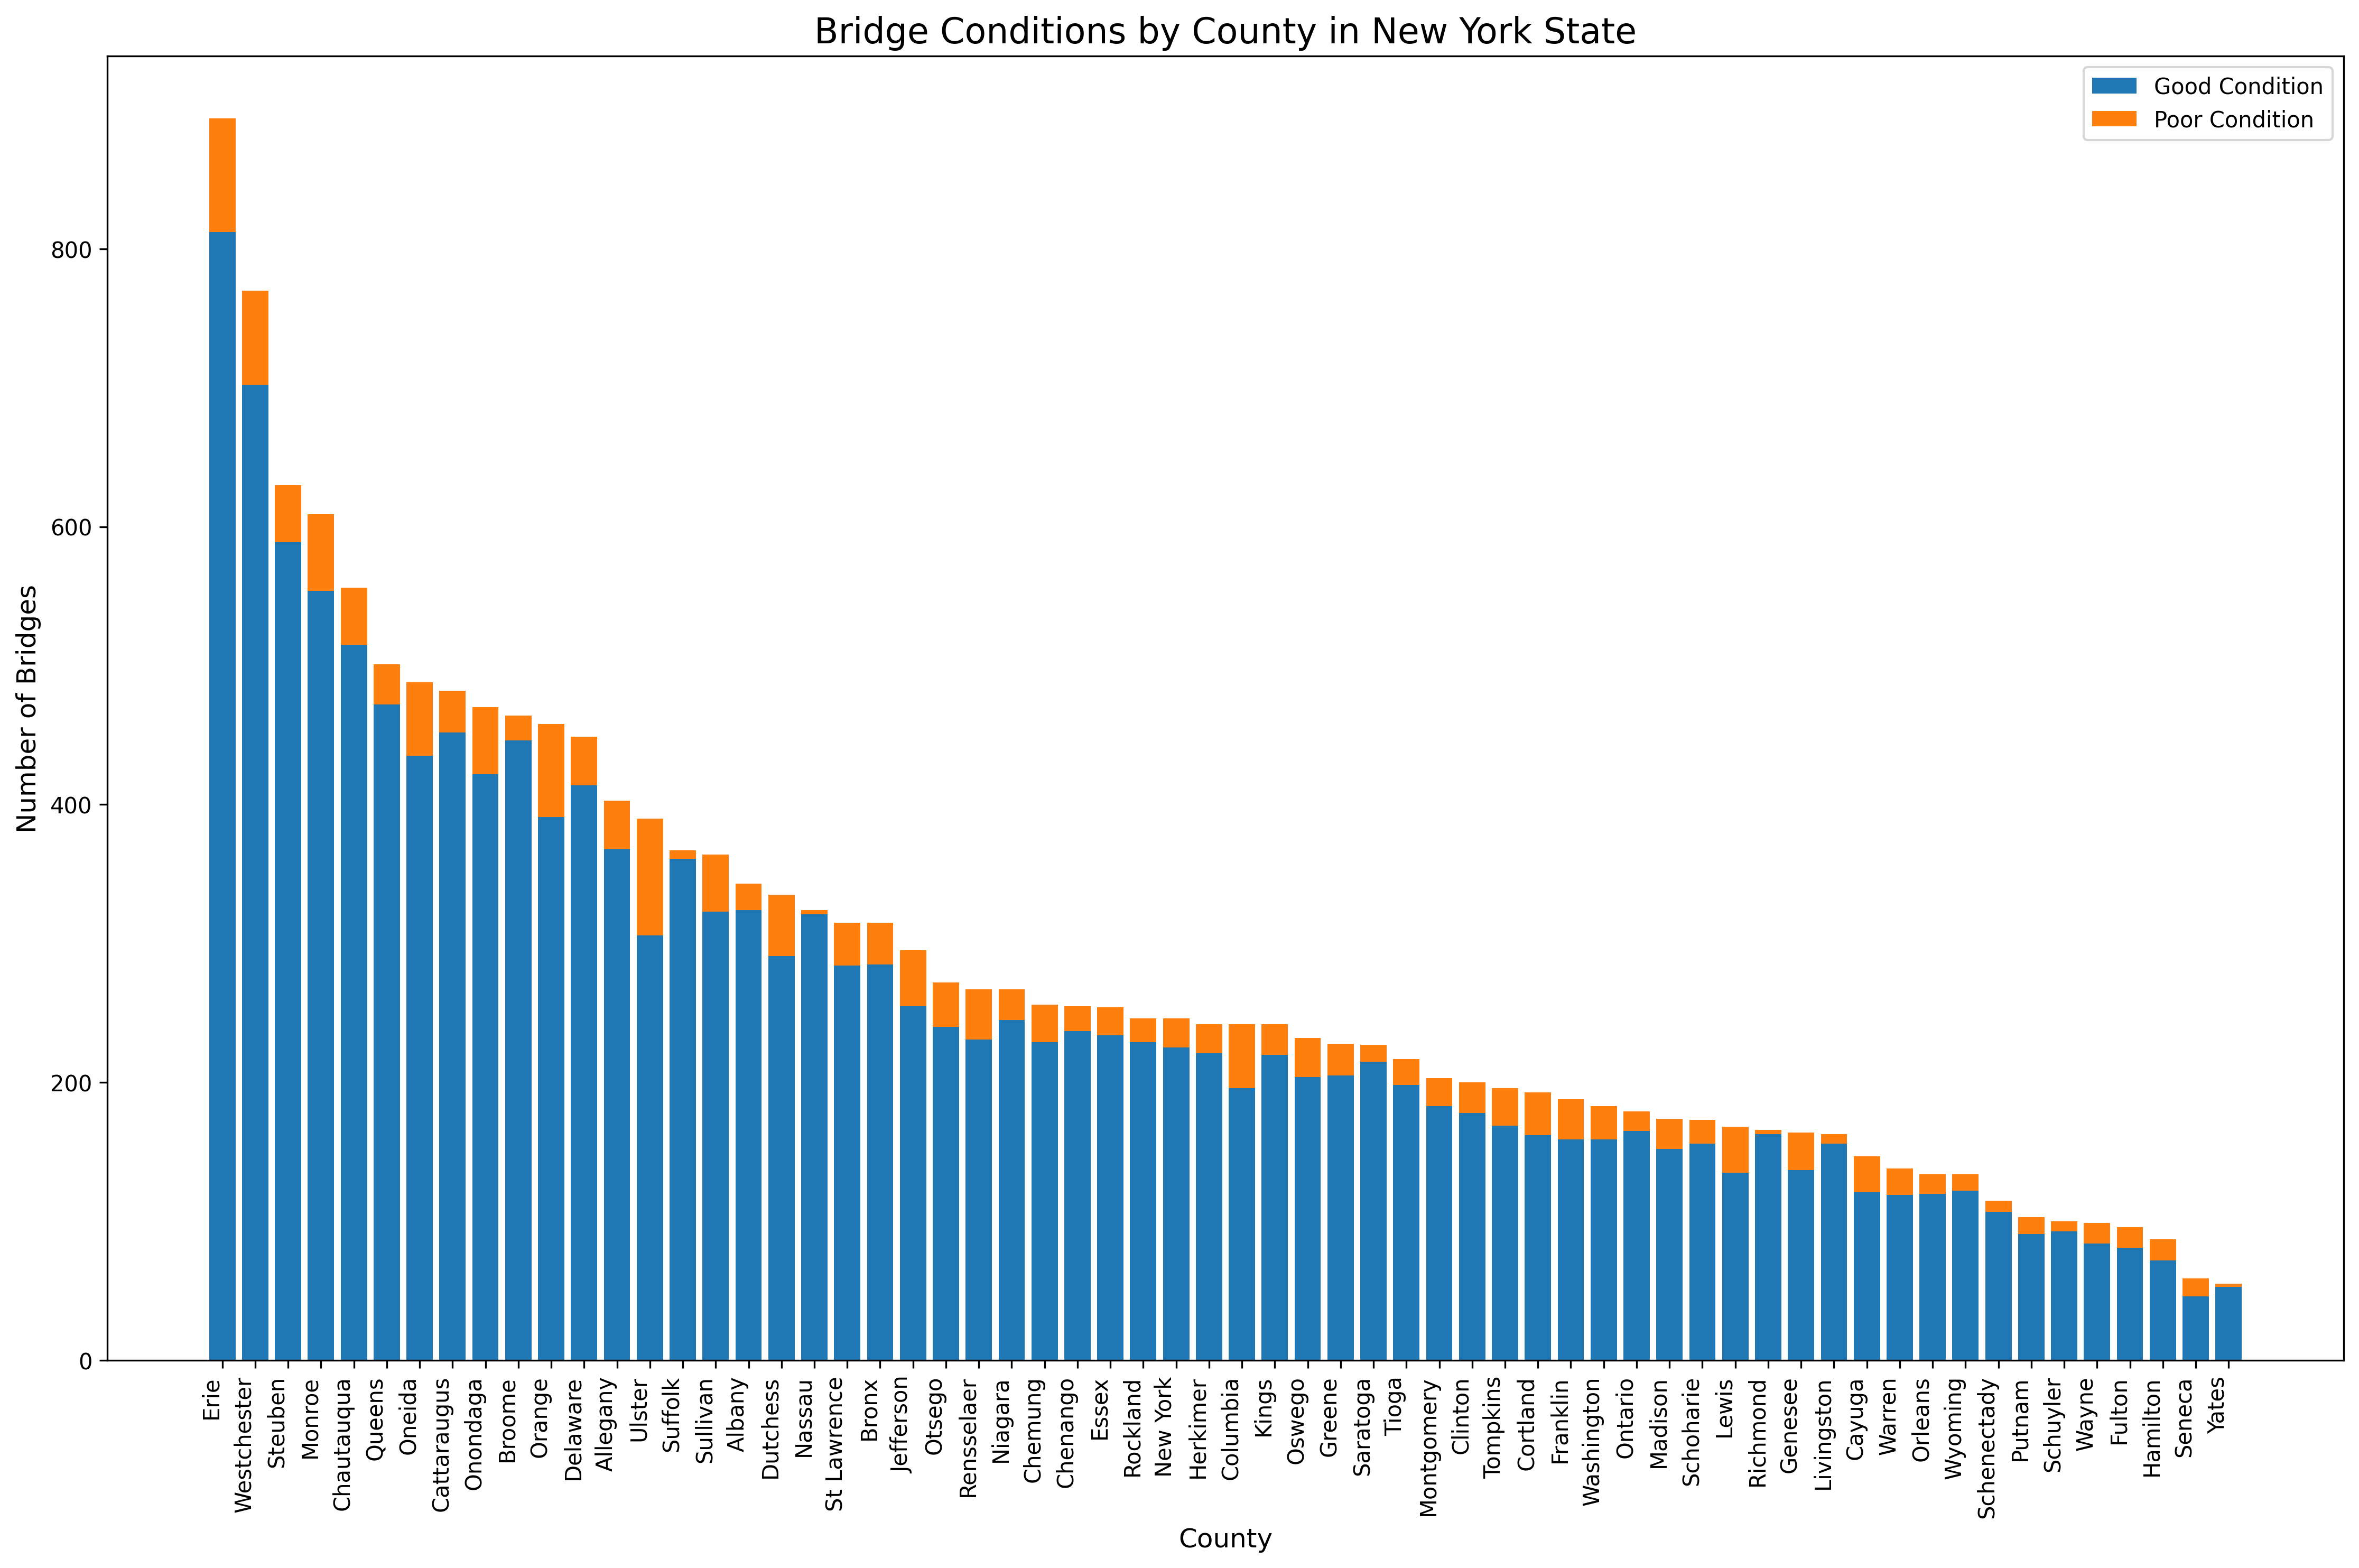 Bridge Conditions by County in New York State
Good Condition
Poor Condition
Number of Bridges
800
600
400
200
0
Erie
Westchester
Steuben
Monroe
Chautauqua
Queens
Oneida
Cattaraugus
Onondaga
Broome
Orange
Delaware
Allegany
Ulster
Suffolk
Sullivan
Albany
Dutchess
Nassau
St Lawrence
Bronx
Jefferson
Otsego
Rensselaer
Niagara
Chemung
Chenango
Essex
Rockland
New York
Herkimer
Columbia
Kings
Oswego
Greene
Saratoga
Tioga
Montgomery
Clinton
Tompkins
Cortland
Franklin
Washington
Ontario
Madison
Schoharie
Lewis
Richmond
Genesee
Livingston
Cayuga
Warren
Orleans
Wyoming
Schenectady
Putnam
Schuyler
Wayne
Fulton
Hamilton
Seneca
Yates
County